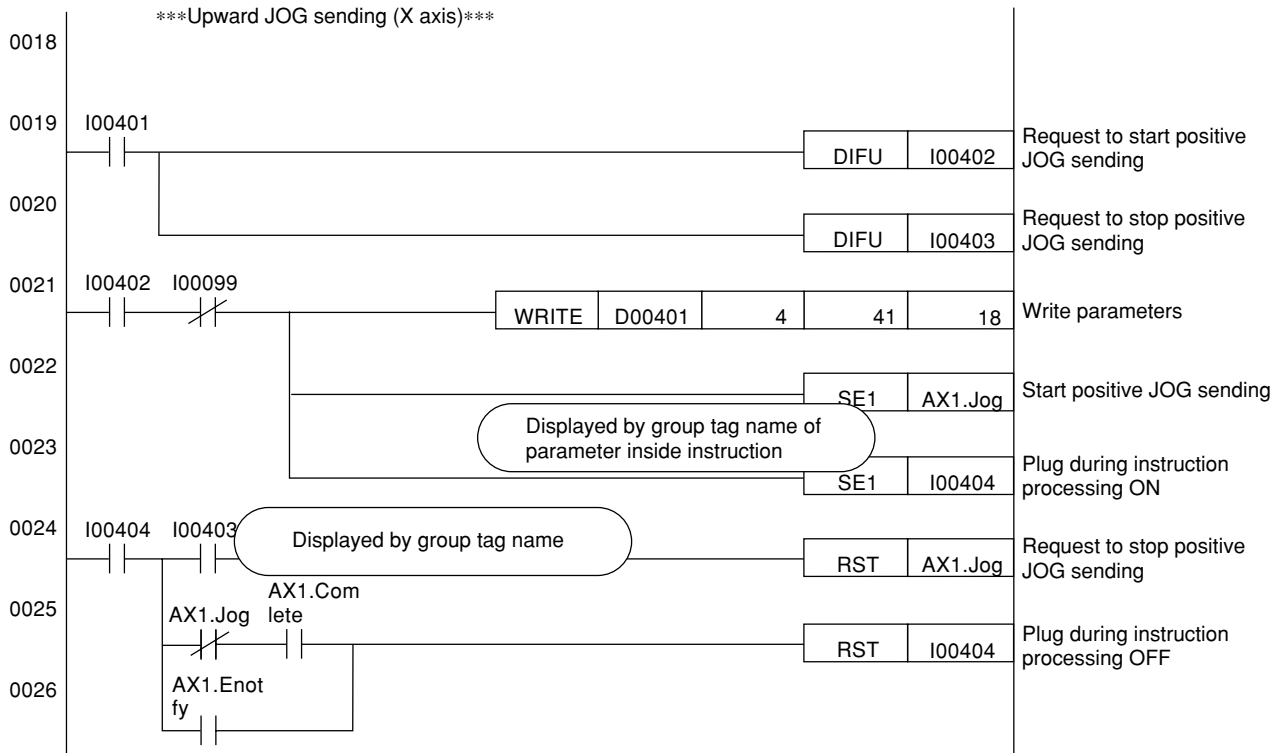 ***Upward JOG sending (X axis)***
0018
0019 I00401
DIFU I00402
Request to start positive
JOG sending
0020
DIFU I00403
Request to stop positive
JOG sending
0021 I00402 I00099
WRITE D00401 4 41 18
Write parameters
0022
SE1 AX1.Jog
Start positive JOG sending
Displayed by group tag name of
parameter inside instruction
0023
SE1 I00404
Plug during instruction
processing ON
0024 I00404 I00403
Displayed by group tag name
RST AX1.Jog
Request to stop positive
JOG sending
0025
AX1.Jog
AX1.Com
lete
RST I00404
Plug during instruction
processing OFF
0026
AX1.Enot
fy